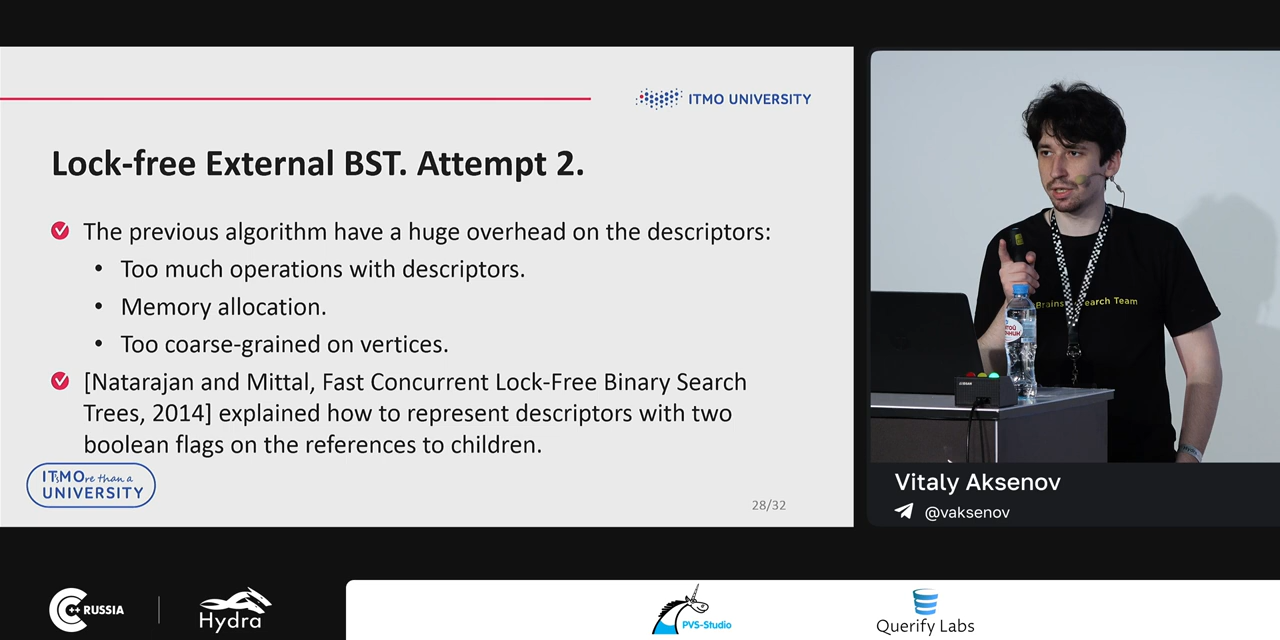 ITMO UNIVERSITY
Lock-free External BST. Attempt 2.
The previous algorithm have a huge overhead on the descriptors:
• Too much operations with descriptors.
• Memory allocation.
• Too coarse-grained on vertices.
[Natarajan and Mittal, Fast Concurrent Lock-Free Binary Search
Trees, 2014] explained how to represent descriptors with two
boolean flags on the references to children.
ITsMOre than a
UNIVERSITY
28/32
Team
Vitaly Aksenov
@vaksenov
C++ RUSSIA
Hydra
PVS-Studio
Querify Labs